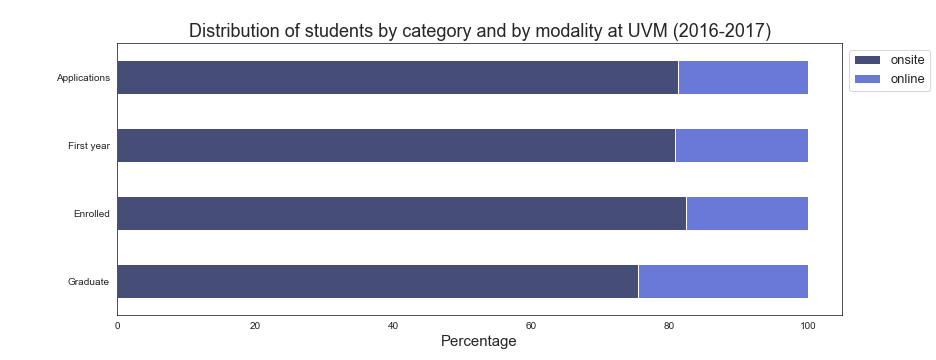 Distribution of students by category and by modality at UVM (2016-2017)
onsite
online
Applications
First year
Enrolled
Graduate
0 20 40 60 80 100
Percentage